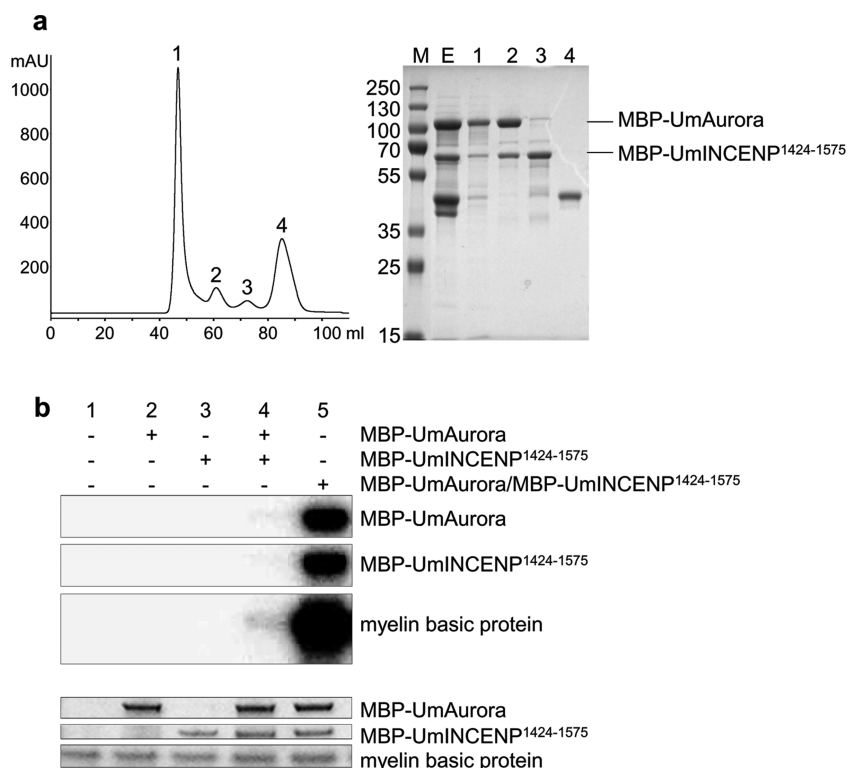 a
mAU
1000
800
600
400
200
1
2
3
4
0 20 40 60 80 100 ml
M E 1 2 3 4
250
130
100
70
55
35
25
15
MBP-UmAurora
MBP-UmINCENP1424-1575
b
1 2 3 4 5
- + - + - MBP-UmAurora
- - + + - MBP-UmINCENP1424-1575
- - - - + MBP-UmAurora/MBP-UmINCENP1424-1575
MBP-UmAurora
MBP-UmINCENP1424-1575
myelin basic protein
MBP-UmAurora
MBP-UmINCENP1424-1575
myelin basic protein